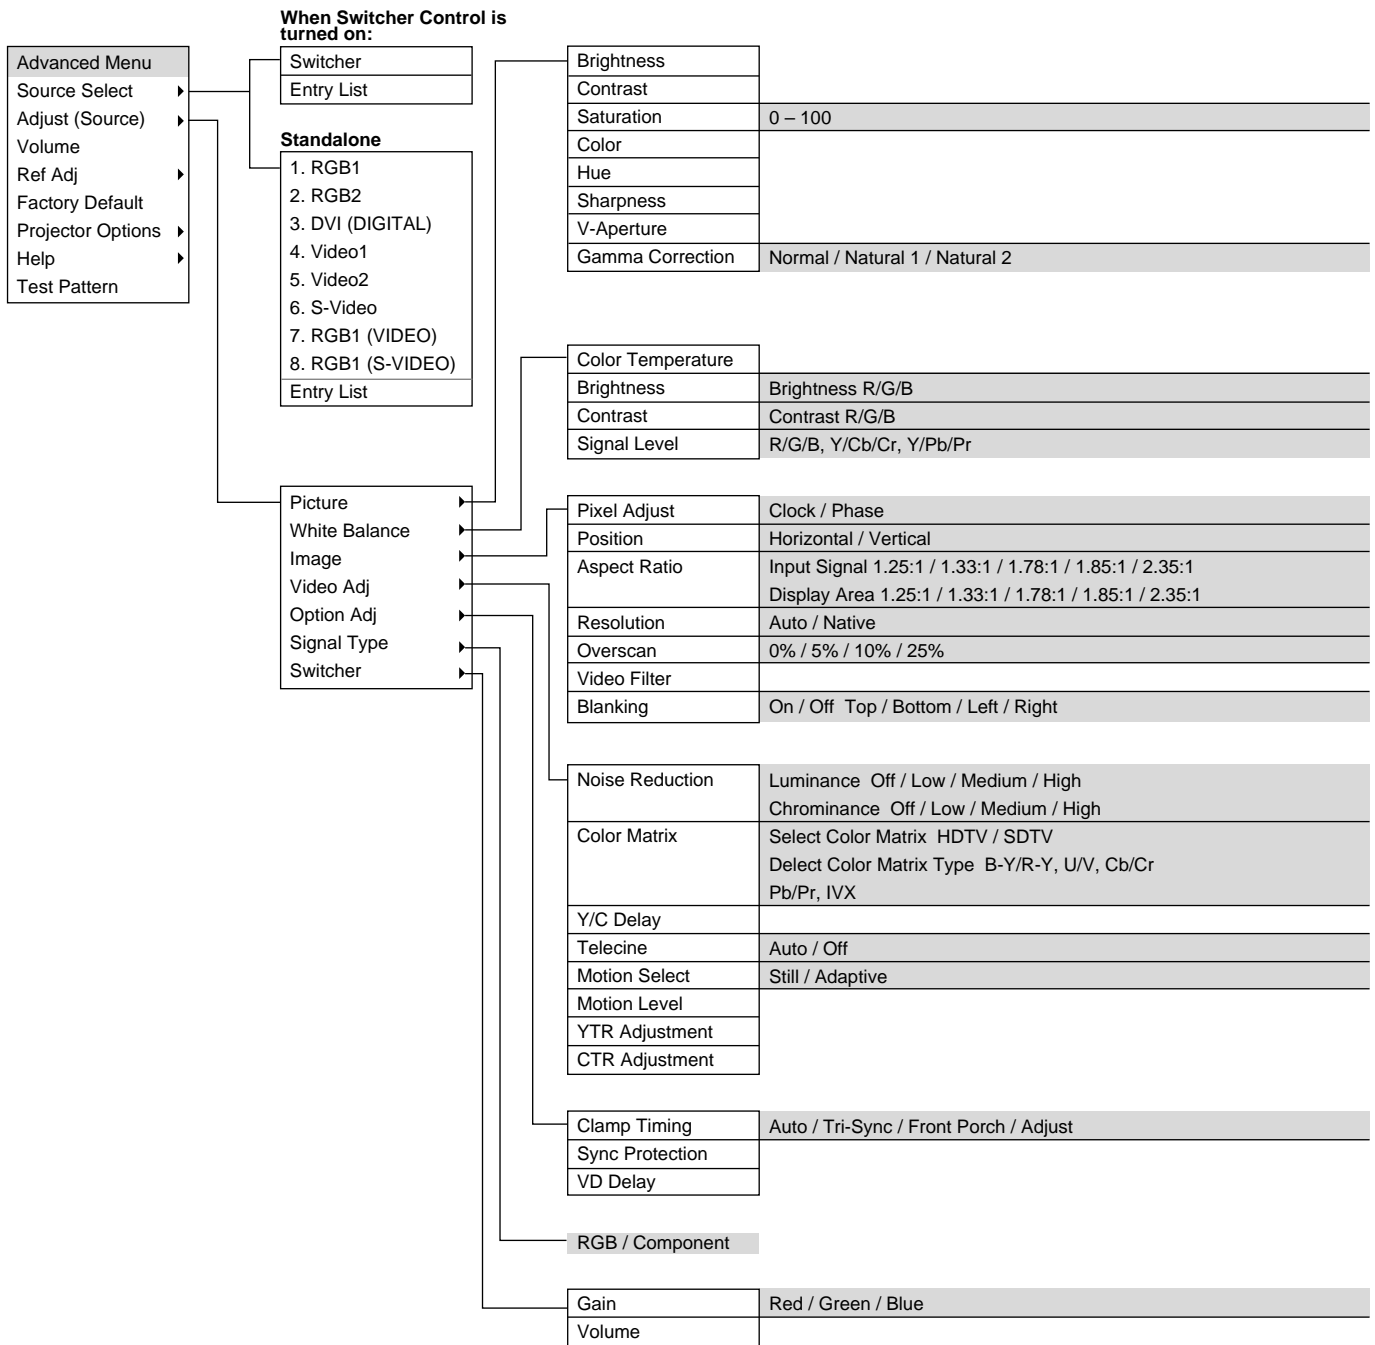 When Switcher Control is
turned on:
Advanced Menu
Source Select
Adjust (Source)
Volume
Ref Adj
Factory Default
Projector Options
Help
Test Pattern
Switcher
Entry List
Standalone
1. RGB1
2. RGB2
3. DVI (DIGITAL)
4. Video1
5. Video2
6. S-Video
7. RGB1 (VIDEO)
8. RGB1 (S-VIDEO)
Entry List
Picture
White Balance
Image
Video Adj
Option Adj
Signal Type
Switcher
Brightness
Contrast
Saturation 0 – 100
Color
Hue
Sharpness
V-Aperture
Gamma Correction Normal / Natural 1 / Natural 2
Color Temperature
Brightness Brightness R/G/B
Contrast Contrast R/G/B
Signal Level R/G/B, Y/Cb/Cr, Y/Pb/Pr
Pixel Adjust Clock / Phase
Position Horizontal / Vertical
Aspect Ratio Input Signal 1.25:1 / 1.33:1 / 1.78:1 / 1.85:1 / 2.35:1
Display Area 1.25:1 / 1.33:1 / 1.78:1 / 1.85:1 / 2.35:1
Resolution Auto / Native
Overscan 0% / 5% / 10% / 25%
Video Filter
Blanking On / Off Top / Bottom / Left / Right
Noise Reduction Luminance Off / Low / Medium / High
Chrominance Off / Low / Medium / High
Color Matrix Select Color Matrix HDTV / SDTV
Delect Color Matrix Type B-Y/R-Y, U/V, Cb/Cr
Pb/Pr, IVX
Y/C Delay
Telecine Auto / Off
Motion Select Still / Adaptive
Motion Level
YTR Adjustment
CTR Adjustment
Clamp Timing Auto / Tri-Sync / Front Porch / Adjust
Sync Protection
VD Delay
RGB / Component
Gain Red / Green / Blue
Volume